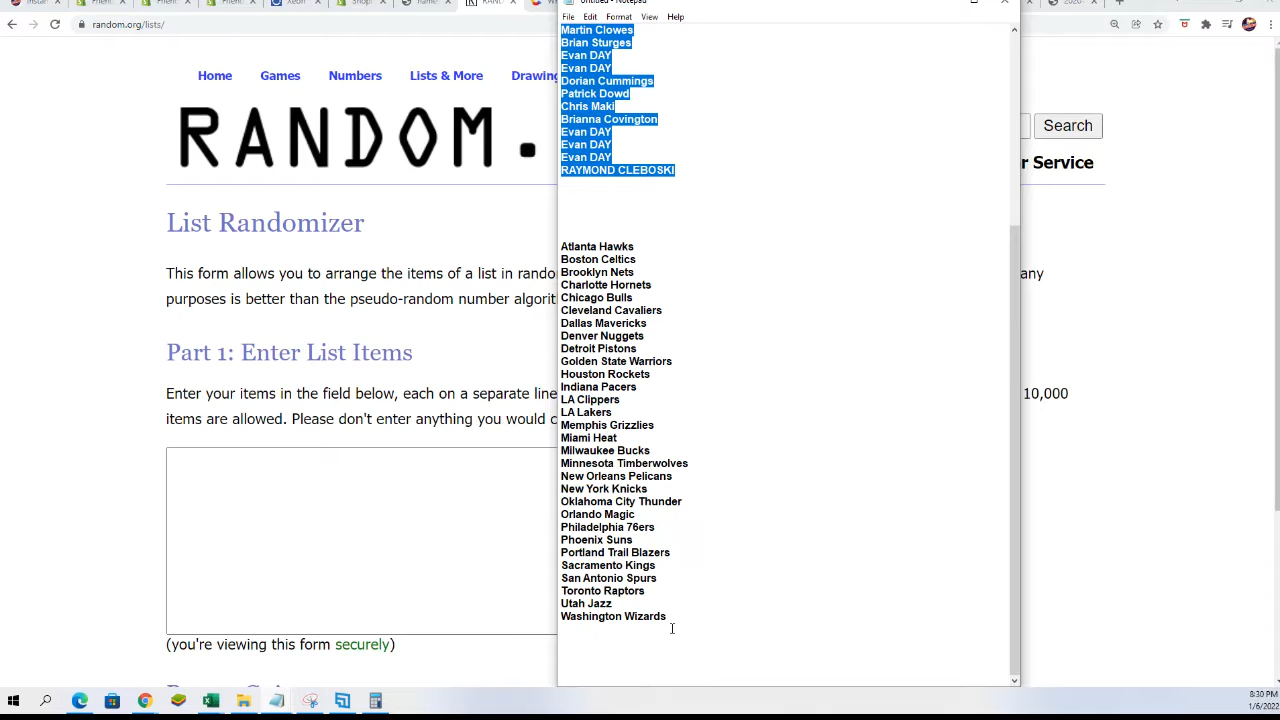 Untitled - Notepad
random.org/lists/
File Edit Format View Help
Martin Clowes
Brian Sturges
Evan DAY
Evan DAY
Dorian Cummings
Patrick Dowd
Chris Maki
Brianna Covington
Evan DAY
Evan DAY
Evan DAY
RAYMOND CLEBOSKI
Home Games Numbers Lists & More Drawin
RANDOM.
Search
r Service
List Randomizer
This form allows you to arrange the items of a list in rando
any
purposes is better than the pseudo-random number algorit
Part 1: Enter List Items
Enter your items in the field below, each on a separate line
10,000
items are allowed. Please don't enter anything you would c
(you're viewing this form securely)
Atlanta Hawks
Boston Celtics
Brooklyn Nets
Charlotte Hornets
Chicago Bulls
Cleveland Cavaliers
Dallas Mavericks
Denver Nuggets
Detroit Pistons
Golden State Warriors
Houston Rockets
Indiana Pacers
LA Clippers
LA Lakers
Memphis Grizzlies
Miami Heat
Milwaukee Bucks
Minnesota Timberwolves
New Orleans Pelicans
New York Knicks
Oklahoma City Thunder
Orlando Magic
Philadelphia 76ers
Phoenix Suns
Portland Trail Blazers
Sacramento Kings
San Antonio Spurs
Toronto Raptors
Utah Jazz
Washington Wizards
8:30 PM
1/6/2022